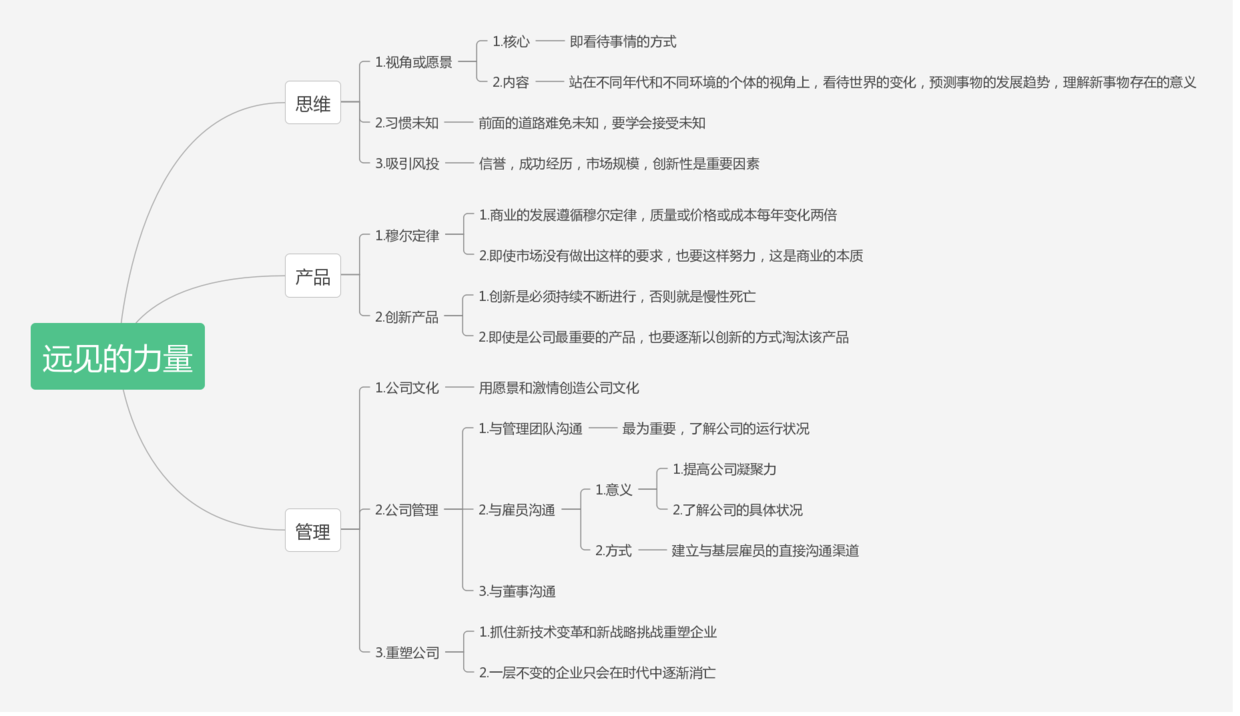 远见的力量
思维
1.视角或愿景
1.核心
即看待事情的方式
2.内容
站在不同年代和不同环境的个体的视角上，看待世界的变化，预测事物的发展趋势，理解新事物存在的意义
2.习惯未知
前面的道路难免未知，要学会接受未知
3.吸引风投
信誉，成功经历，市场规模，创新性是重要因素
产品
1.穆尔定律
1.商业的发展遵循穆尔定律，质量或价格或成本每年变化两倍
2.即使市场没有做出这样的要求，也要这样努力，这是商业的本质
2.创新产品
1.创新是必须持续不断进行，否则就是慢性死亡
2.即使是公司最重要的产品，也要逐渐以创新的方式淘汰该产品
管理
1.公司文化
用愿景和激情创造公司文化
2.公司管理
1.与管理团队沟通
最为重要，了解公司的运行状况
2.与雇员沟通
1.意义
1.提高公司凝聚力
2.了解公司的具体状况
2.方式
建立与基层雇员的直接沟通渠道
3.与董事沟通
3.重塑公司
1.抓住新技术变革和新战略挑战重塑企业
2.一层不变的企业只会在时代中逐渐消亡